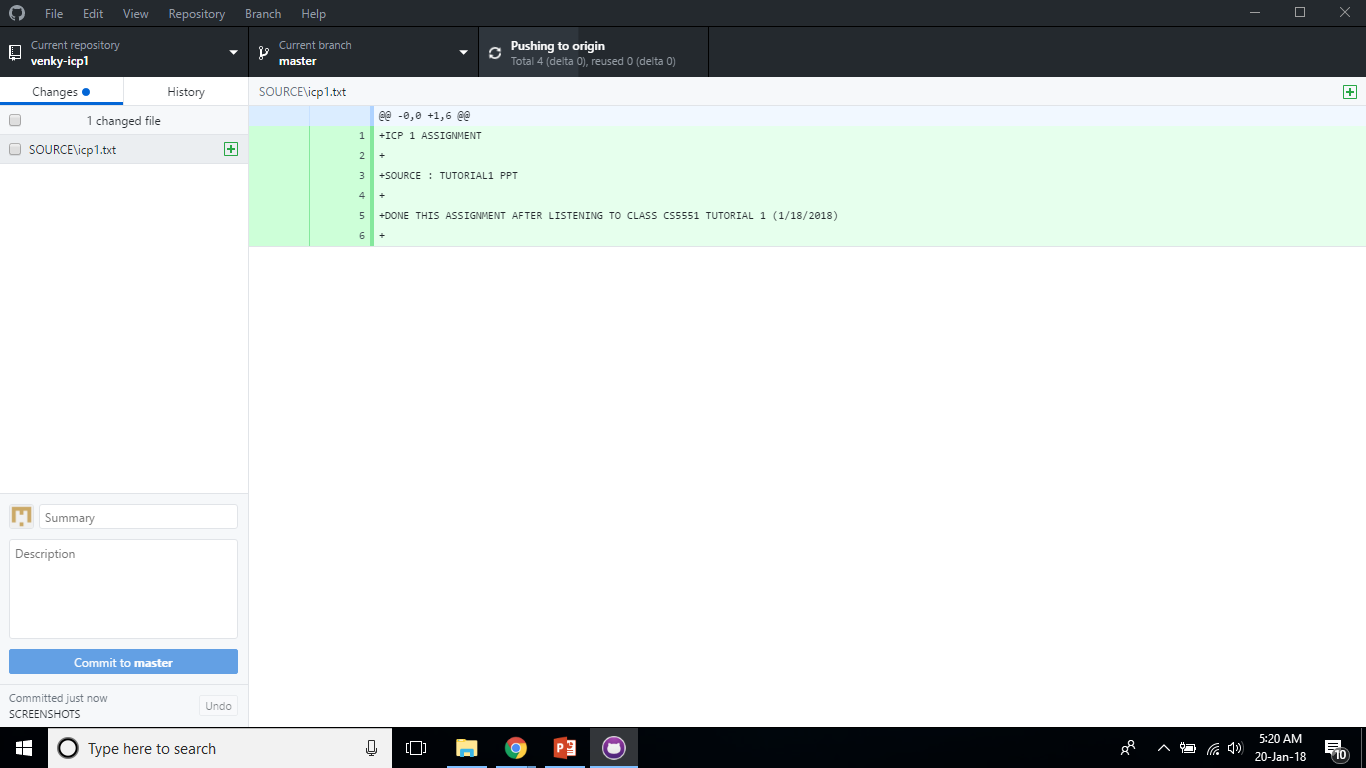 File Edit View Repository Branch Help
Current repository
venky-icp1
Current branch
master
Pushing to origin
Total 4 (delta 0), reused 0 (delta 0)
Changes
History
SOURCE\icp1.txt
1 changed file
SOURCE\icp1.txt
@@ -0,0 +1,6 @@
1 +ICP 1 ASSIGNMENT
2 +
3 +SOURCE : TUTORIAL1 PPT
4 +
5 +DONE THIS ASSIGNMENT AFTER LISTENING TO CLASS CS5551 TUTORIAL 1 (1/18/2018)
6 +
Summary
Description
Commit to master
Committed just now
SCREENSHOTS
Undo
Type here to search
5:20 AM
20-Jan-18
10